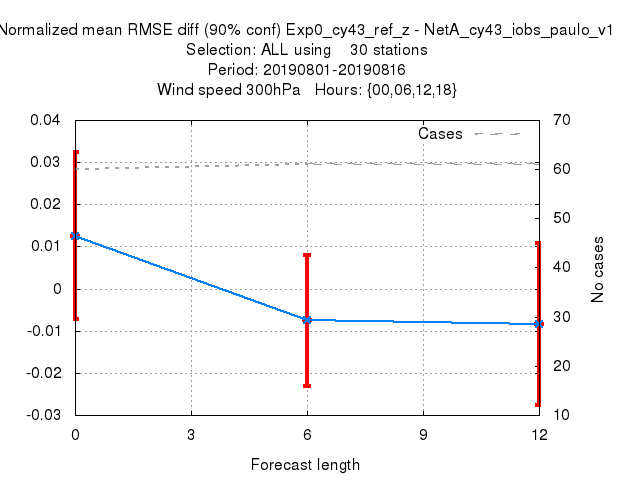 Normalized mean RMSE diff (90% conf) Exp0_cy43_ref_z - NetA_cy43_iobs_paulo_v1
Selection: ALL using    30 stations
Period: 20190801-20190816
Wind speed 300hPa   Hours: {00,06,12,18}
Cases
0.04
0.03
0.02
0.01
0
-0.01
-0.02
-0.03
70
60
50
40
30
20
10
No cases
0 3 6 9 12
Forecast length